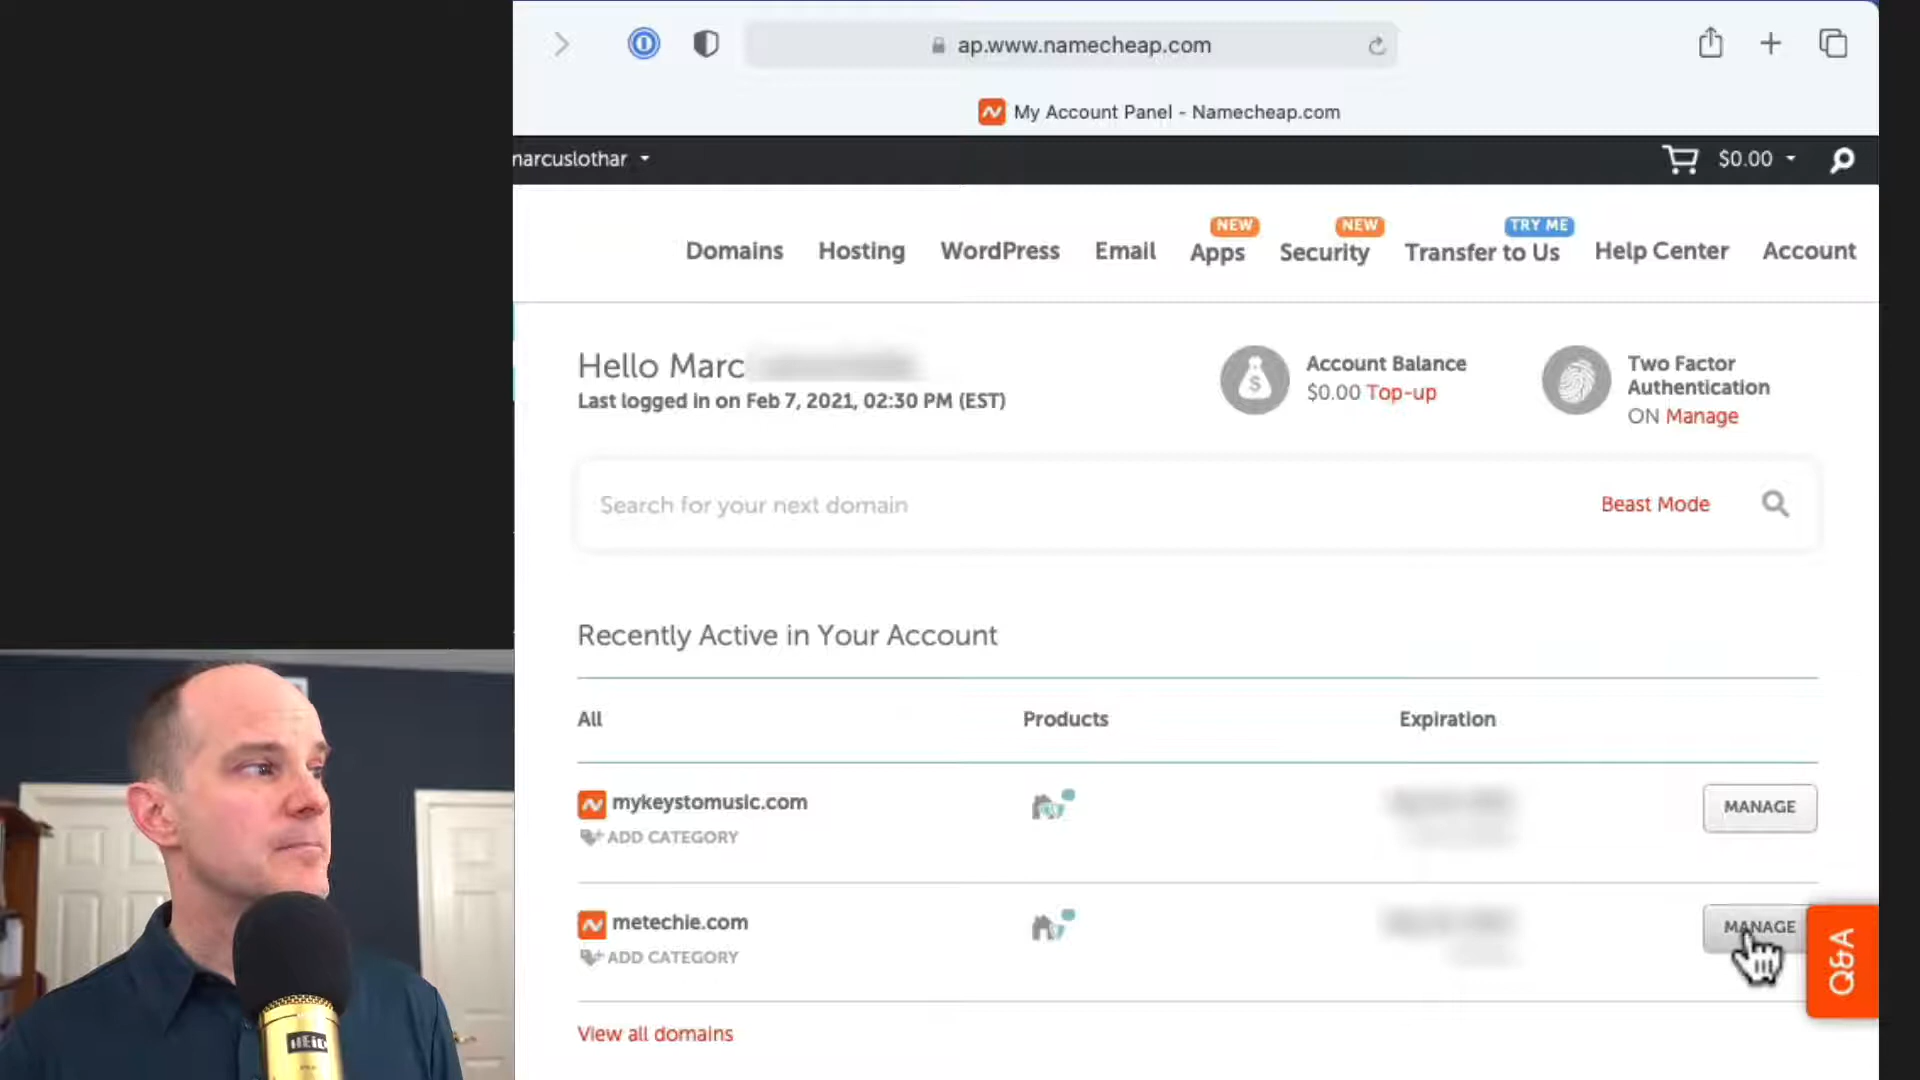 ap.www.namecheap.com
My Account Panel - Namecheap.com
marcuslothar
$0.00
NEW
NEW
TRY ME
Domains
Hosting
WordPress
Email
Apps
Security
Transfer to Us
Help Center
Account
Hello Marc
Last logged in on Feb 7, 2021, 02:30 PM (EST)
Account Balance
$0.00 Top-up
Two Factor
Authentication
ON Manage
Search for your next domain
Beast Mode
Recently Active in Your Account
All
Products
Expiration
mykeystomusic.com
ADD CATEGORY
MANAGE
metechie.com
ADD CATEGORY
MANAGE
Q&A
View all domains
HEiL